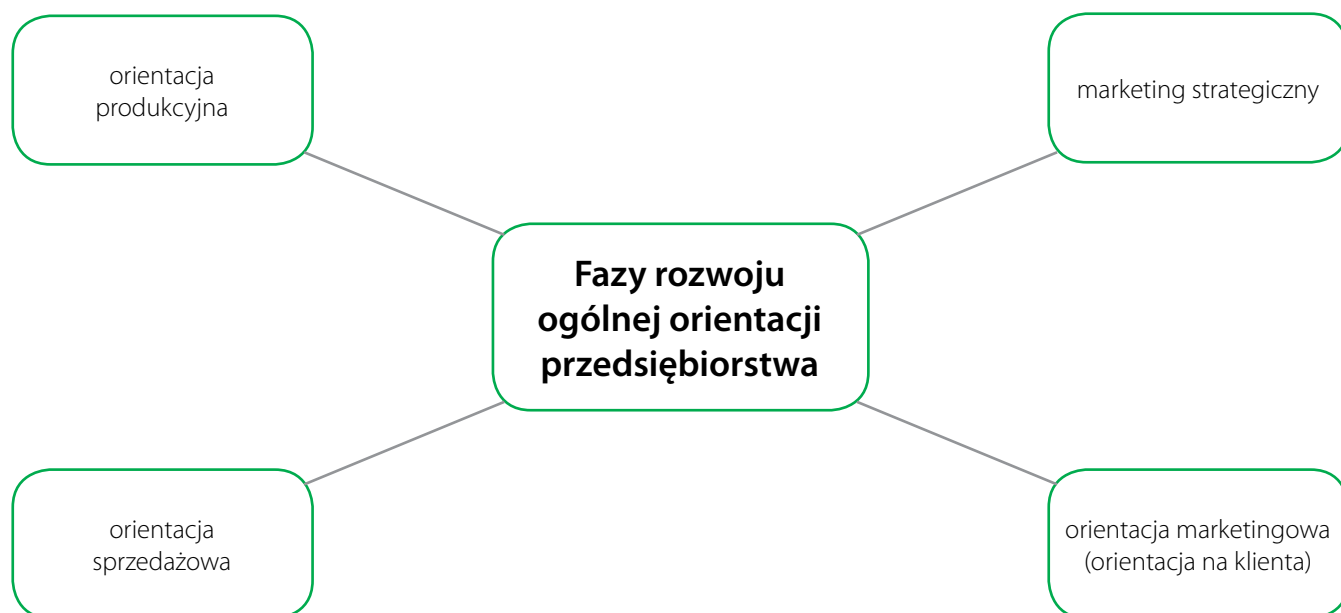 orientacja
produkcyjna
marketing strategiczny
Fazy rozwoju
ogólnej orientacji
przedsiębiorstwa
orientacja
sprzedażowa
orientacja marketingowa
(orientacja na klienta)